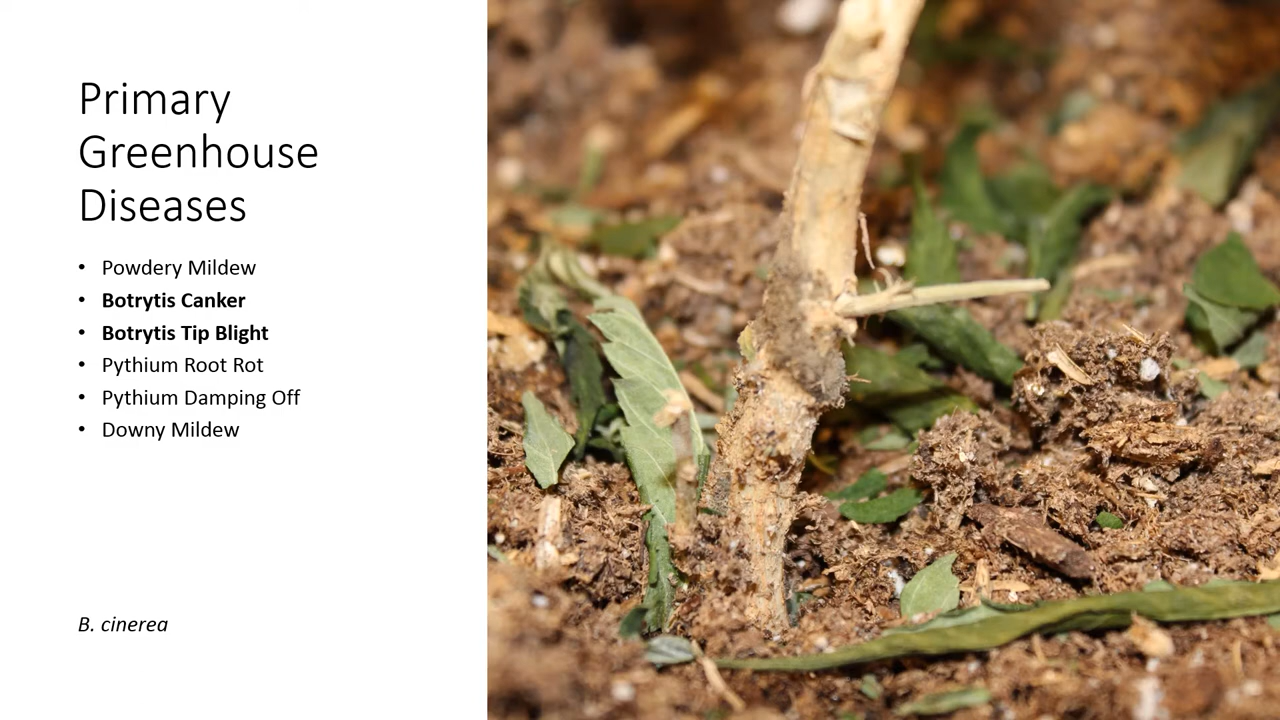 Primary
Greenhouse
Diseases
• Powdery Mildew
• Botrytis Canker
• Botrytis Tip Blight
• Pythium Root Rot
• Pythium Damping Off
• Downy Mildew
B. cinerea